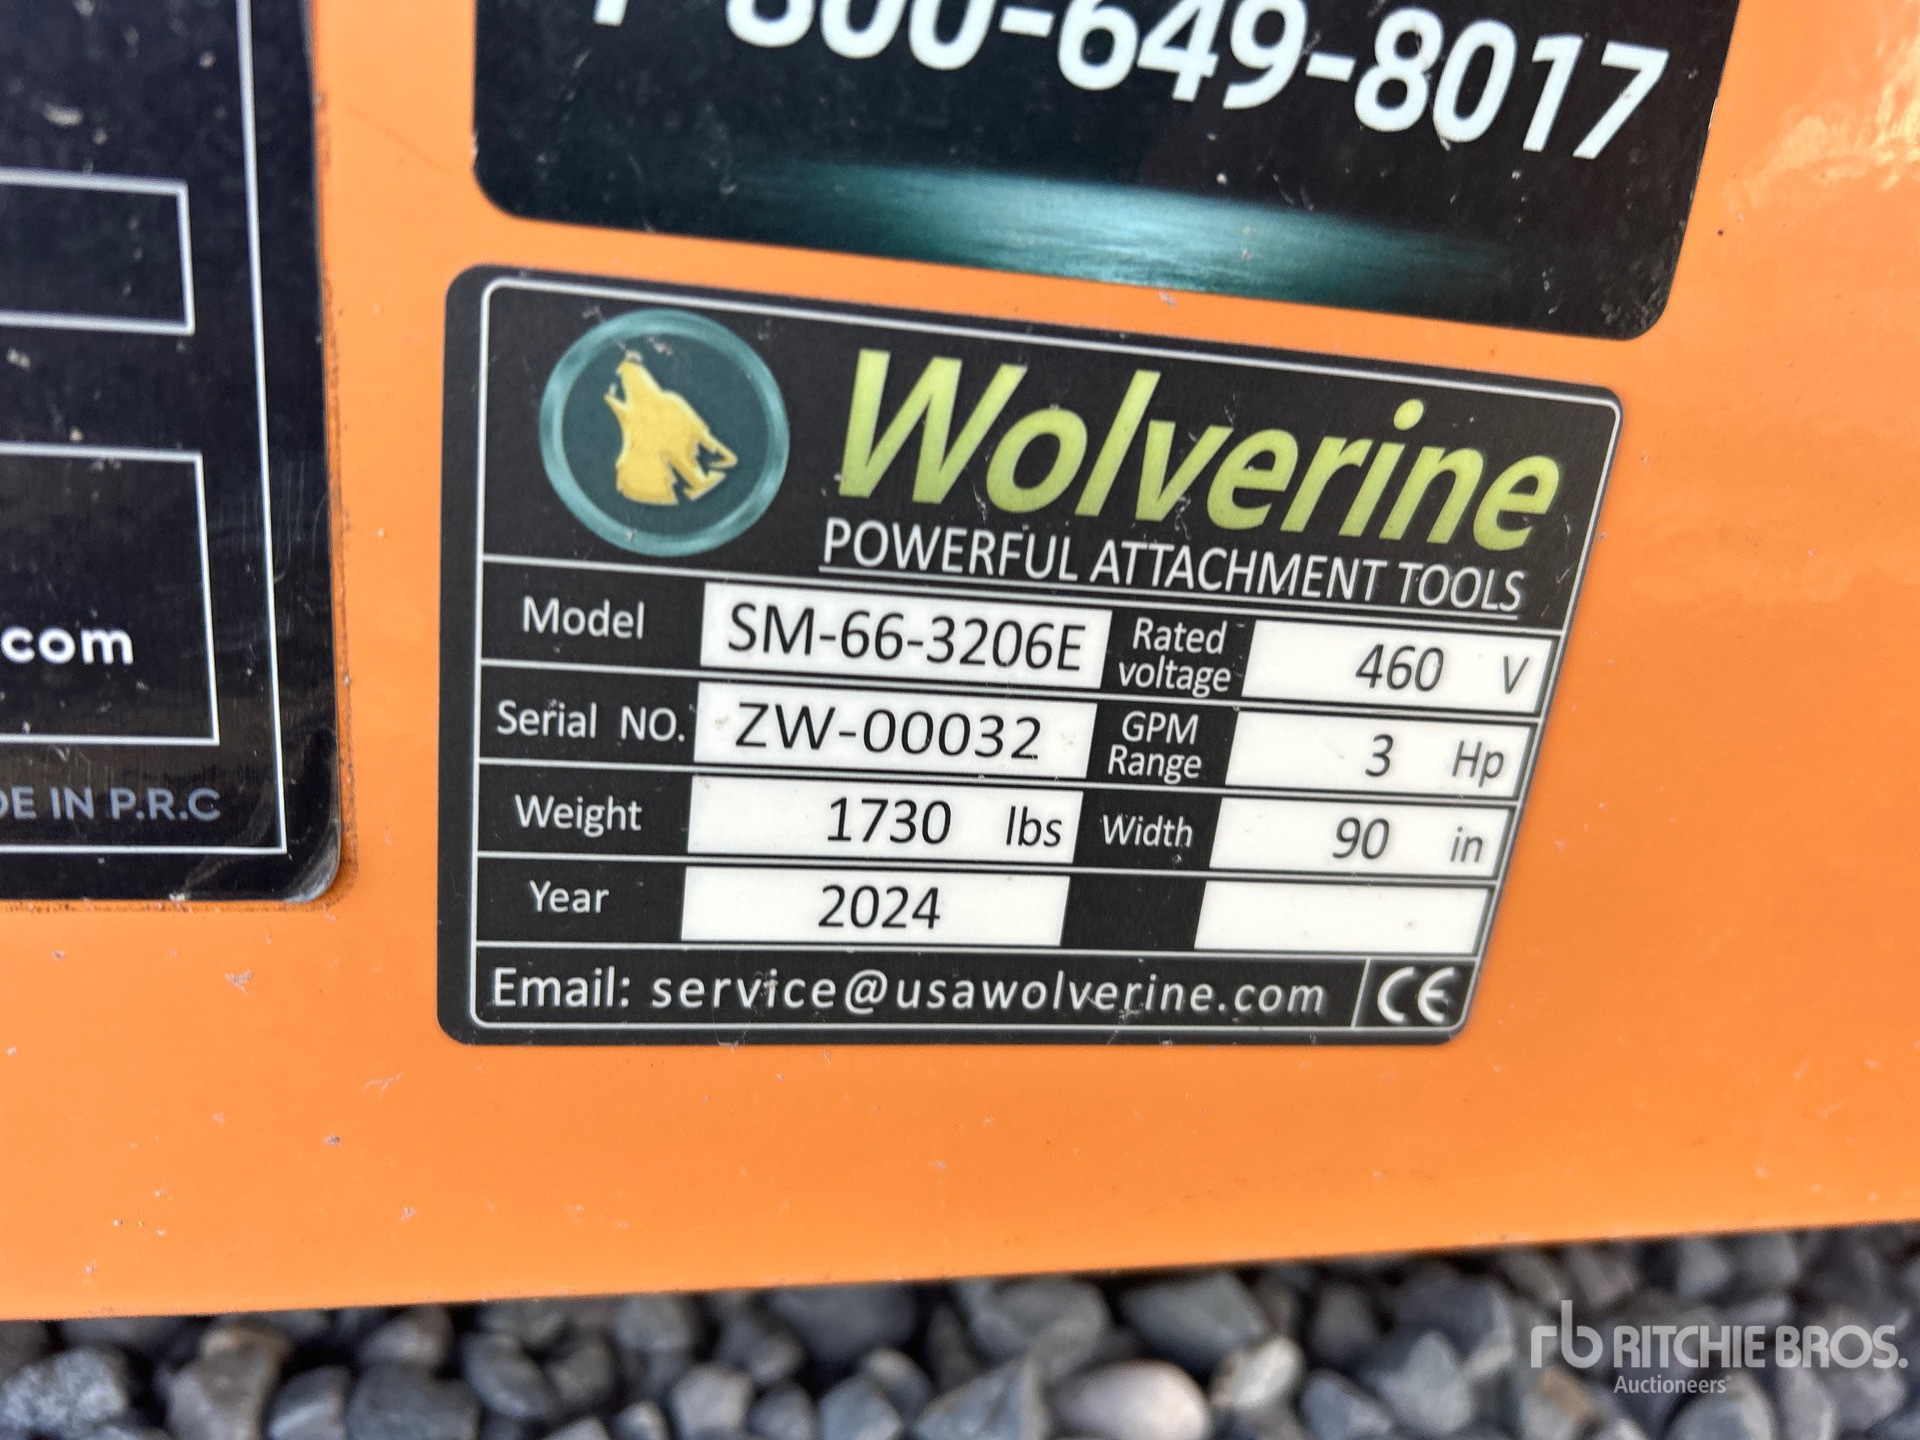 1-800-649-8017
Wolverine
POWERFUL ATTACHMENT TOOLS
Model SM-66-3206E Rated voltage 460 V
Serial NO. ZW-00032 GPM Range 3 Hp
Weight 1730 lbs Width 90 in
Year 2024
Email: service@usawolverine.com CE
.com
IN P.R.C
rb RITCHIE BROS.
Auctioneers